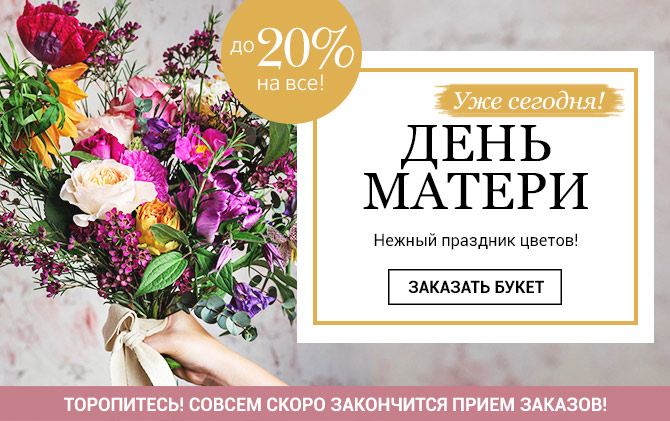 до 20%
на все!
Уже сегодня!
ДЕНЬ
МАТЕРИ
Нежный праздник цветов!
ЗАКАЗАТЬ БУКЕТ
ТОРОПИТЕСЬ! СОВСЕМ СКОРО ЗАКОНЧИТСЯ ПРИЕМ ЗАКАЗОВ!